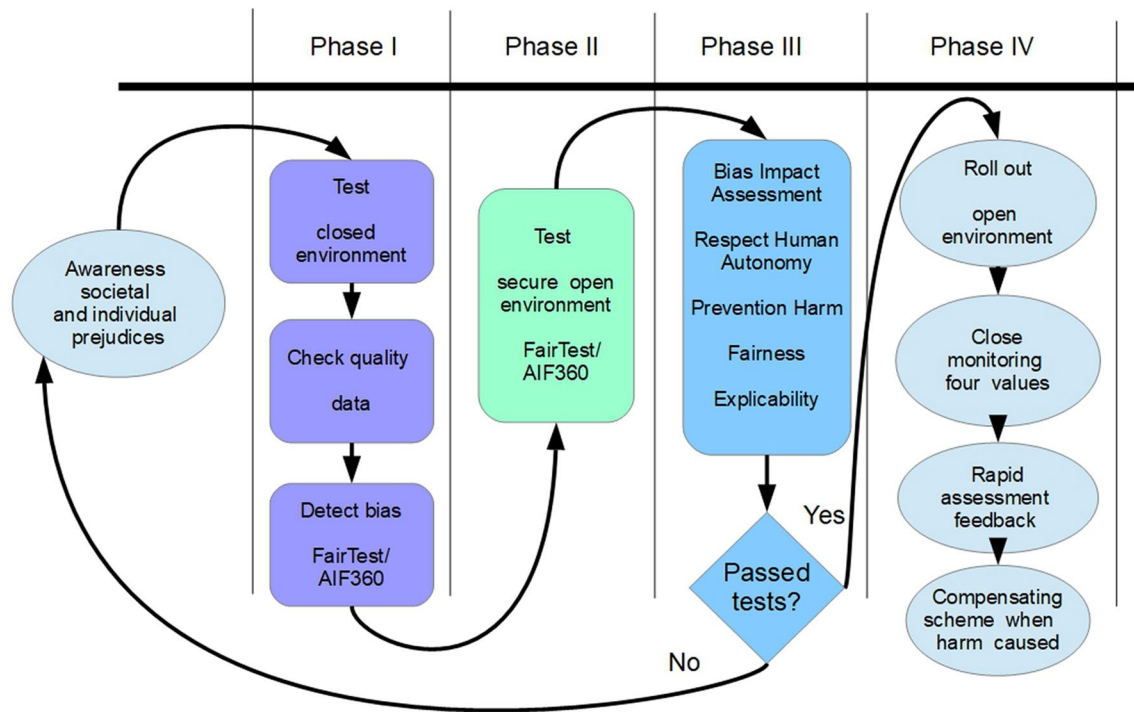 Phase I
Phase II
Phase III
Phase IV
Awareness
societal
and individual
prejudices
Test
closed
environment
Check quality
data
Detect bias
FairTest/
AIF360
Test
secure open
environment
FairTest/
AIF360
Bias Impact
Assessment
Respect Human
Autonomy
Prevention Harm
Fairness
Explicability
Passed
tests?
Yes
No
Roll out
open
environment
Close
monitoring
four values
Rapid
assessment
feedback
Compensating
scheme when
harm caused